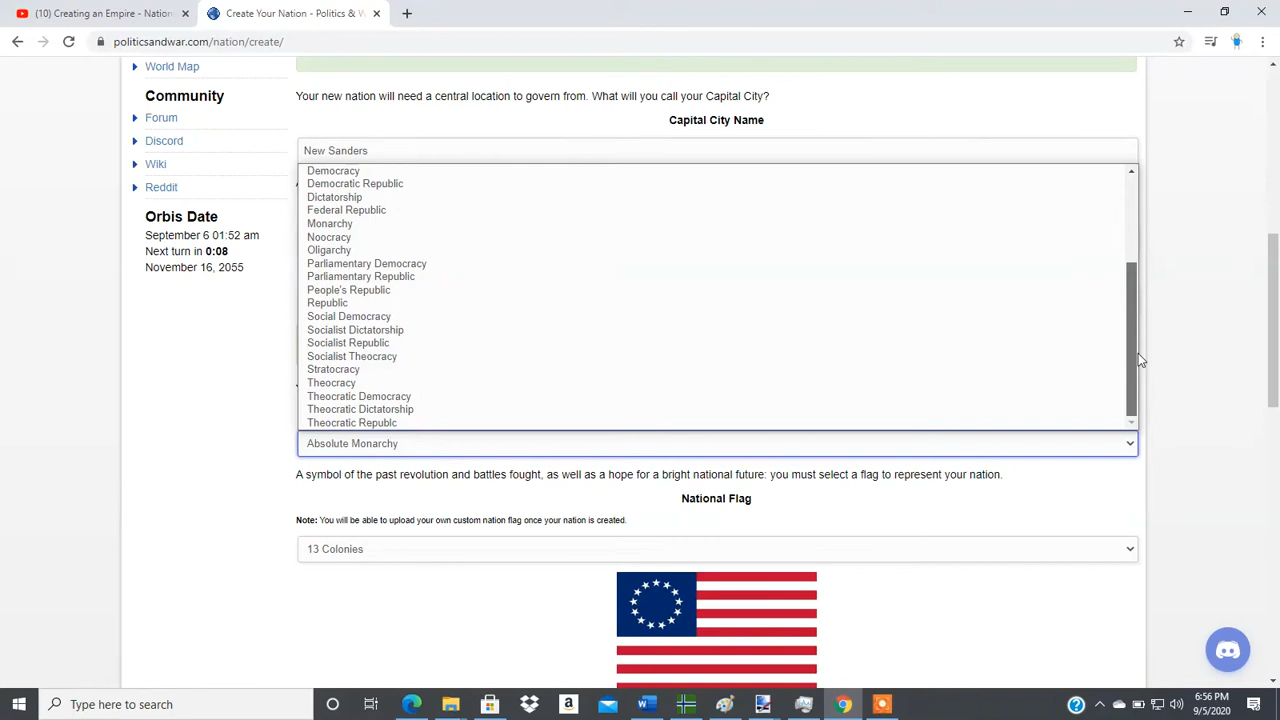 (10) Creating an Empire - Nation
Create Your Nation - Politics & W
politicsandwar.com/nation/create/
World Map
Community
Forum
Discord
Wiki
Reddit
Orbis Date
September 6 01:52 am
Next turn in 0:08
November 16, 2055
Your new nation will need a central location to govern from. What will you call your Capital City?
Capital City Name
New Sanders
Democracy
Democratic Republic
Dictatorship
Federal Republic
Monarchy
Noocracy
Oligarchy
Parliamentary Democracy
Parliamentary Republic
People's Republic
Republic
Social Democracy
Socialist Dictatorship
Socialist Republic
Socialist Theocracy
Stratocracy
Theocracy
Theocratic Democracy
Theocratic Dictatorship
Theocratic Republic
Absolute Monarchy
A symbol of the past revolution and battles fought, as well as a hope for a bright national future: you must select a flag to represent your nation.
National Flag
Note: You will be able to upload your own custom nation flag once your nation is created.
13 Colonies
Type here to search
6:56 PM
9/5/2020